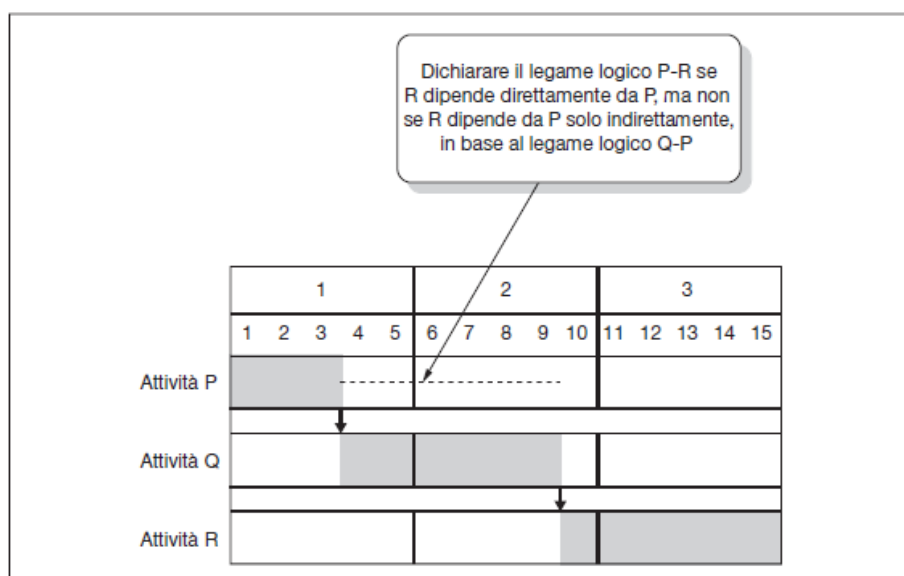 Dichiarare il legame logico P-R se
R dipende direttamente da P, ma non
se R dipende da P solo indirettamente,
in base al legame logico Q-P
1 2 3
1 2 3 4 5 6 7 8 9 10 11 12 13 14 15
Attività P
Attività Q
Attività R